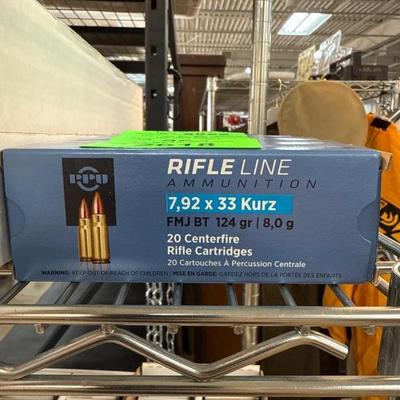 RIFLE LINE
AMMUNITION
PPU
7,92 x 33 Kurz
FMJ BT 124 gr | 8,0 g
20 Centerfire
Rifle Cartridges
20 Cartouches À Percussion Centrale
WARNING: KEEP OUT OF REACH OF CHILDREN | MISE EN GARDE: GARDEZ HORS DE LA PORTÉE DES ENFANTS